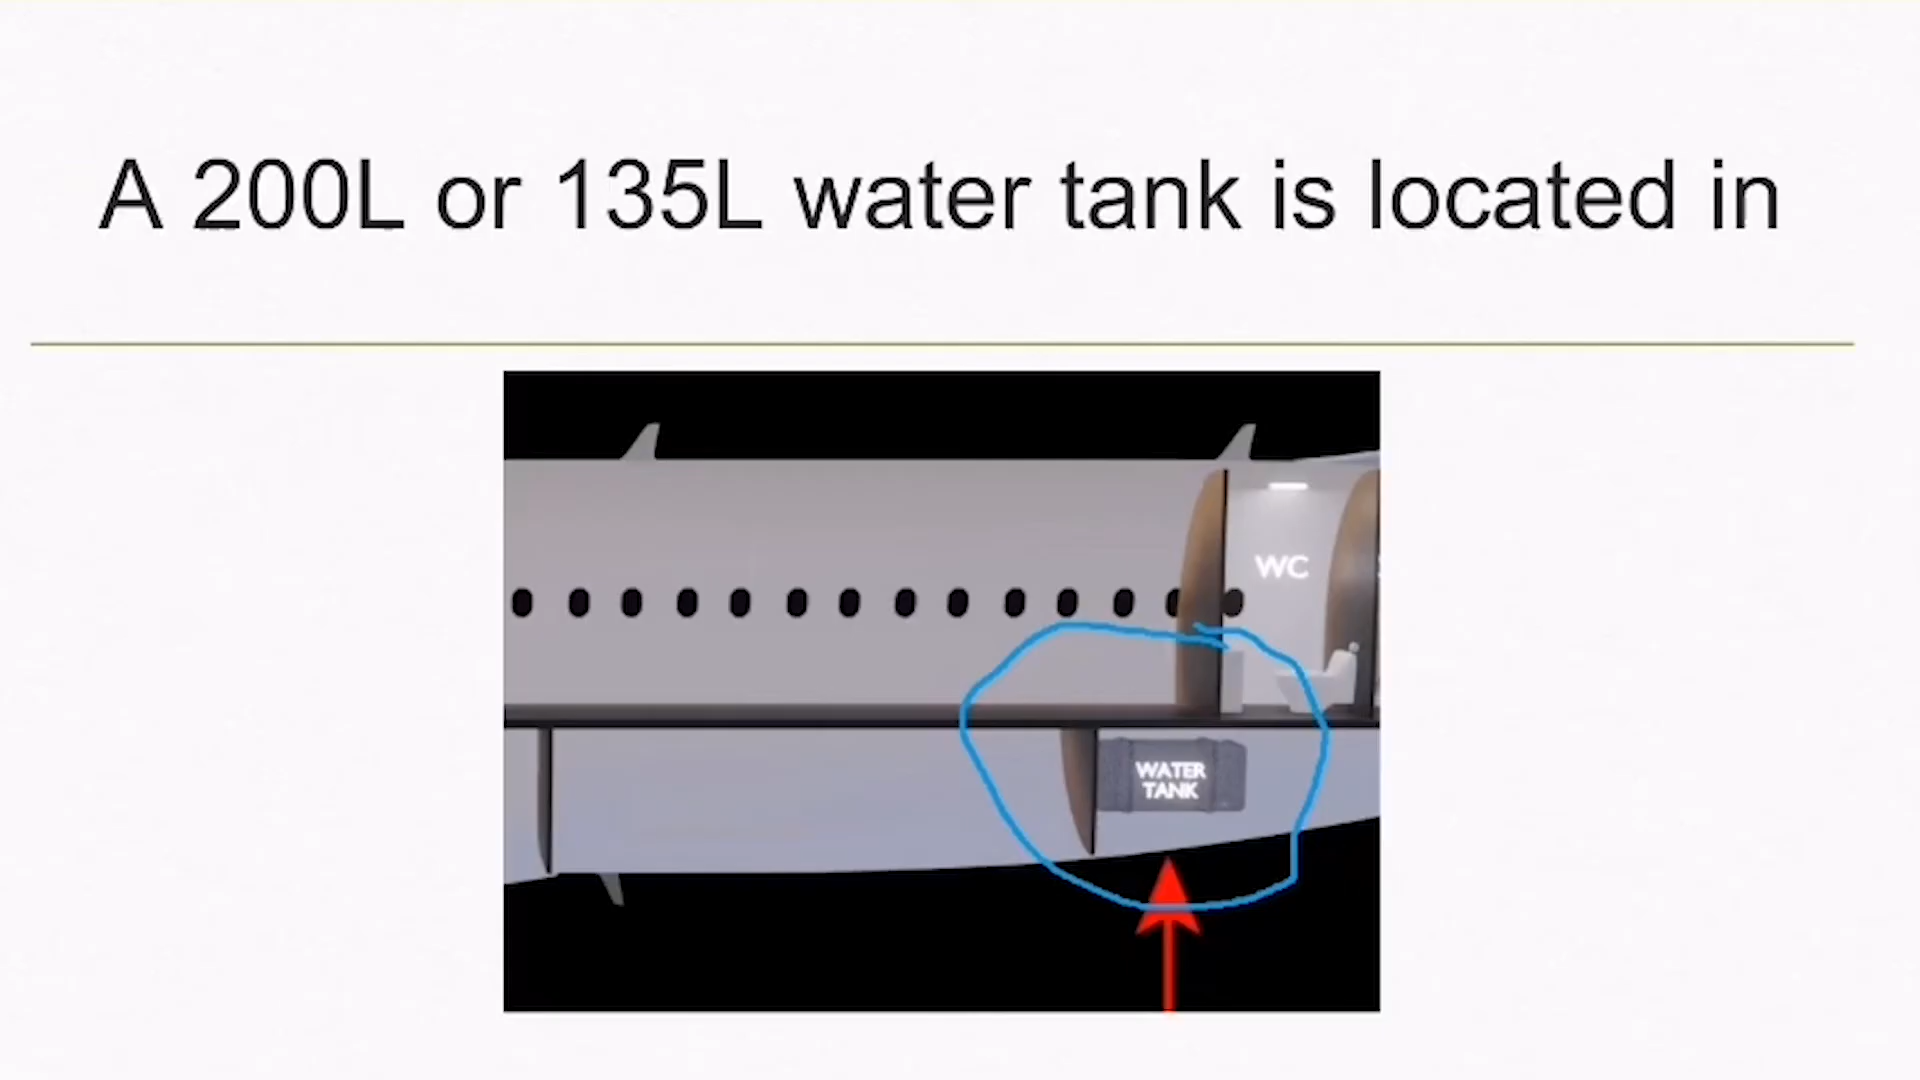 A 200L or 135L water tank is located in
WC
WATER
TANK